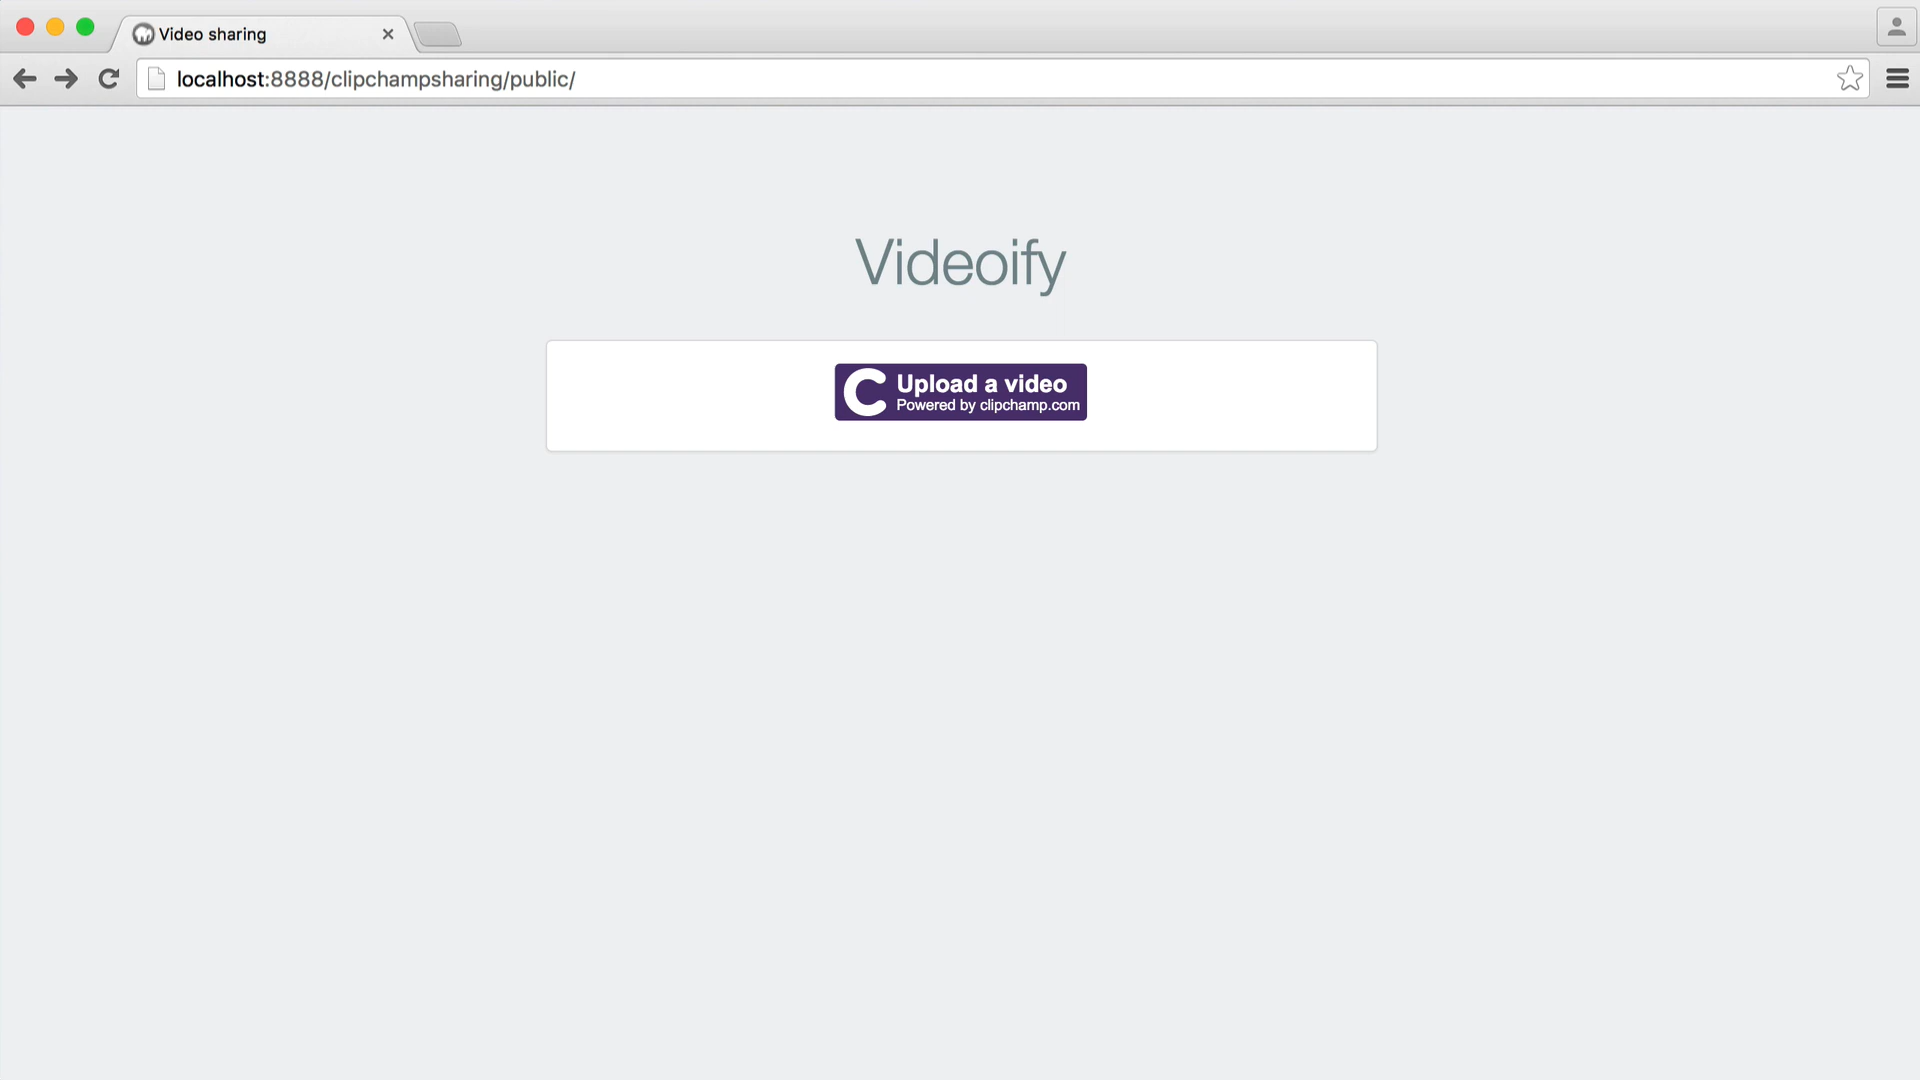 Video sharing
localhost:8888/clipchampsharing/public/
Videoify
Upload a video
Powered by clipchamp.com